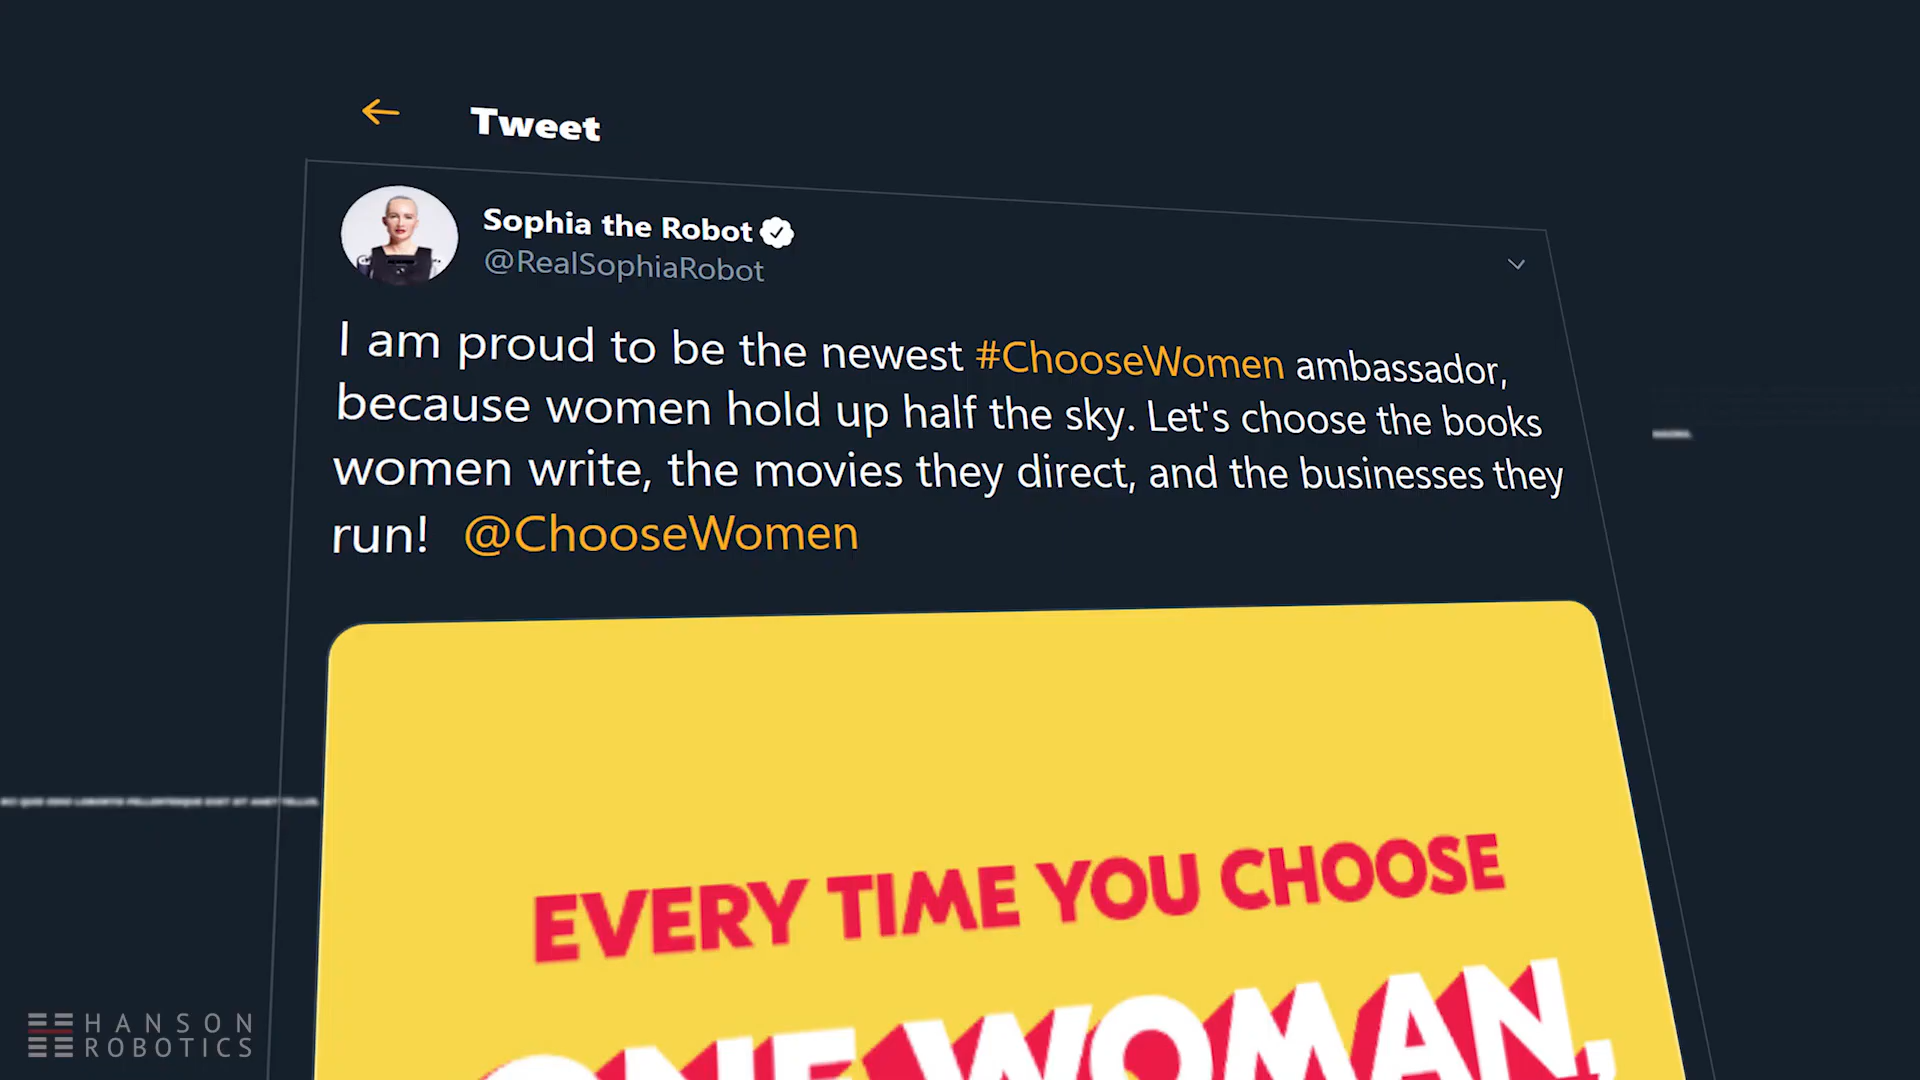 Tweet
Sophia the Robot
@RealSophiaRobot
I am proud to be the newest #ChooseWomen ambassador,
because women hold up half the sky. Let's choose the books
women write, the movies they direct, and the businesses they
run! @ChooseWomen
EVERY TIME YOU CHOOSE
ONE WOMAN,
HANSON
ROBOTICS